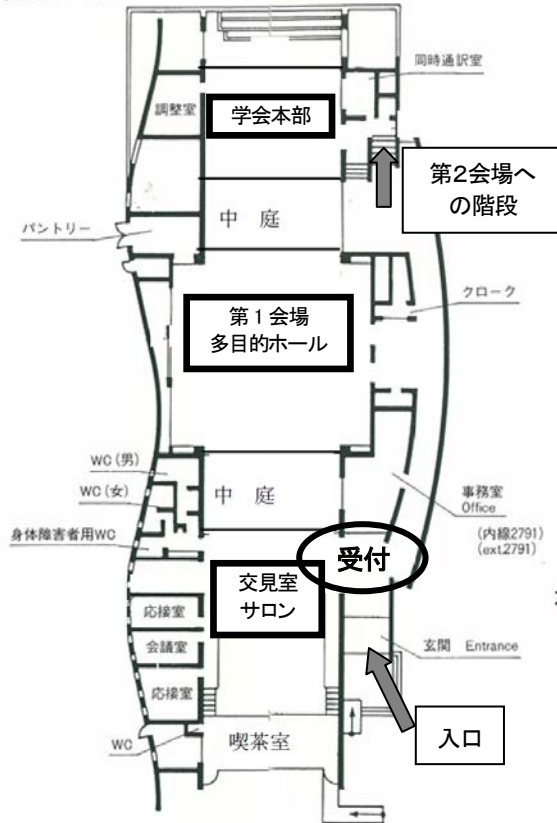 同時通訳室
調整室
学会本部
第2会場へ
の階段
中 庭
パントリー
クローク
第1会場
多目的ホール
WC(男)
WC(女)
身体障害者用WC
中 庭
事務室
Office
(内線2791)
(ext.2791)
受付
交見室
サロン
応接室
会議室
応接室
玄関 Entrance
入口
WC
喫茶室